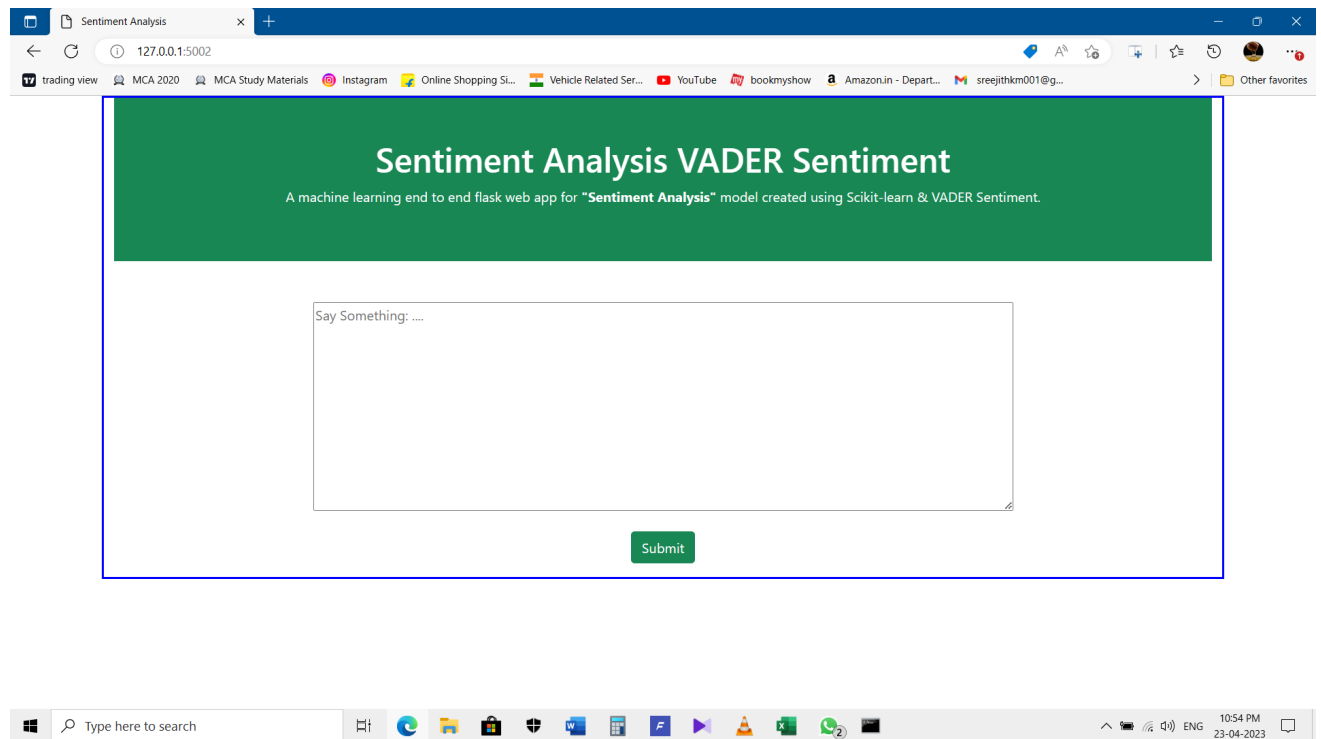 Sentiment Analysis
127.0.0.1:5002
trading view MCA 2020 MCA Study Materials Instagram Online Shopping Si... Vehicle Related Ser... YouTube bookmyshow Amazon.in - Depart... sreejithkm001@g... Other favorites
Sentiment Analysis VADER Sentiment
A machine learning end to end flask web app for "Sentiment Analysis" model created using Scikit-learn & VADER Sentiment.
Say Something: ....
Submit
Type here to search
2
ENG
10:54 PM
23-04-2023